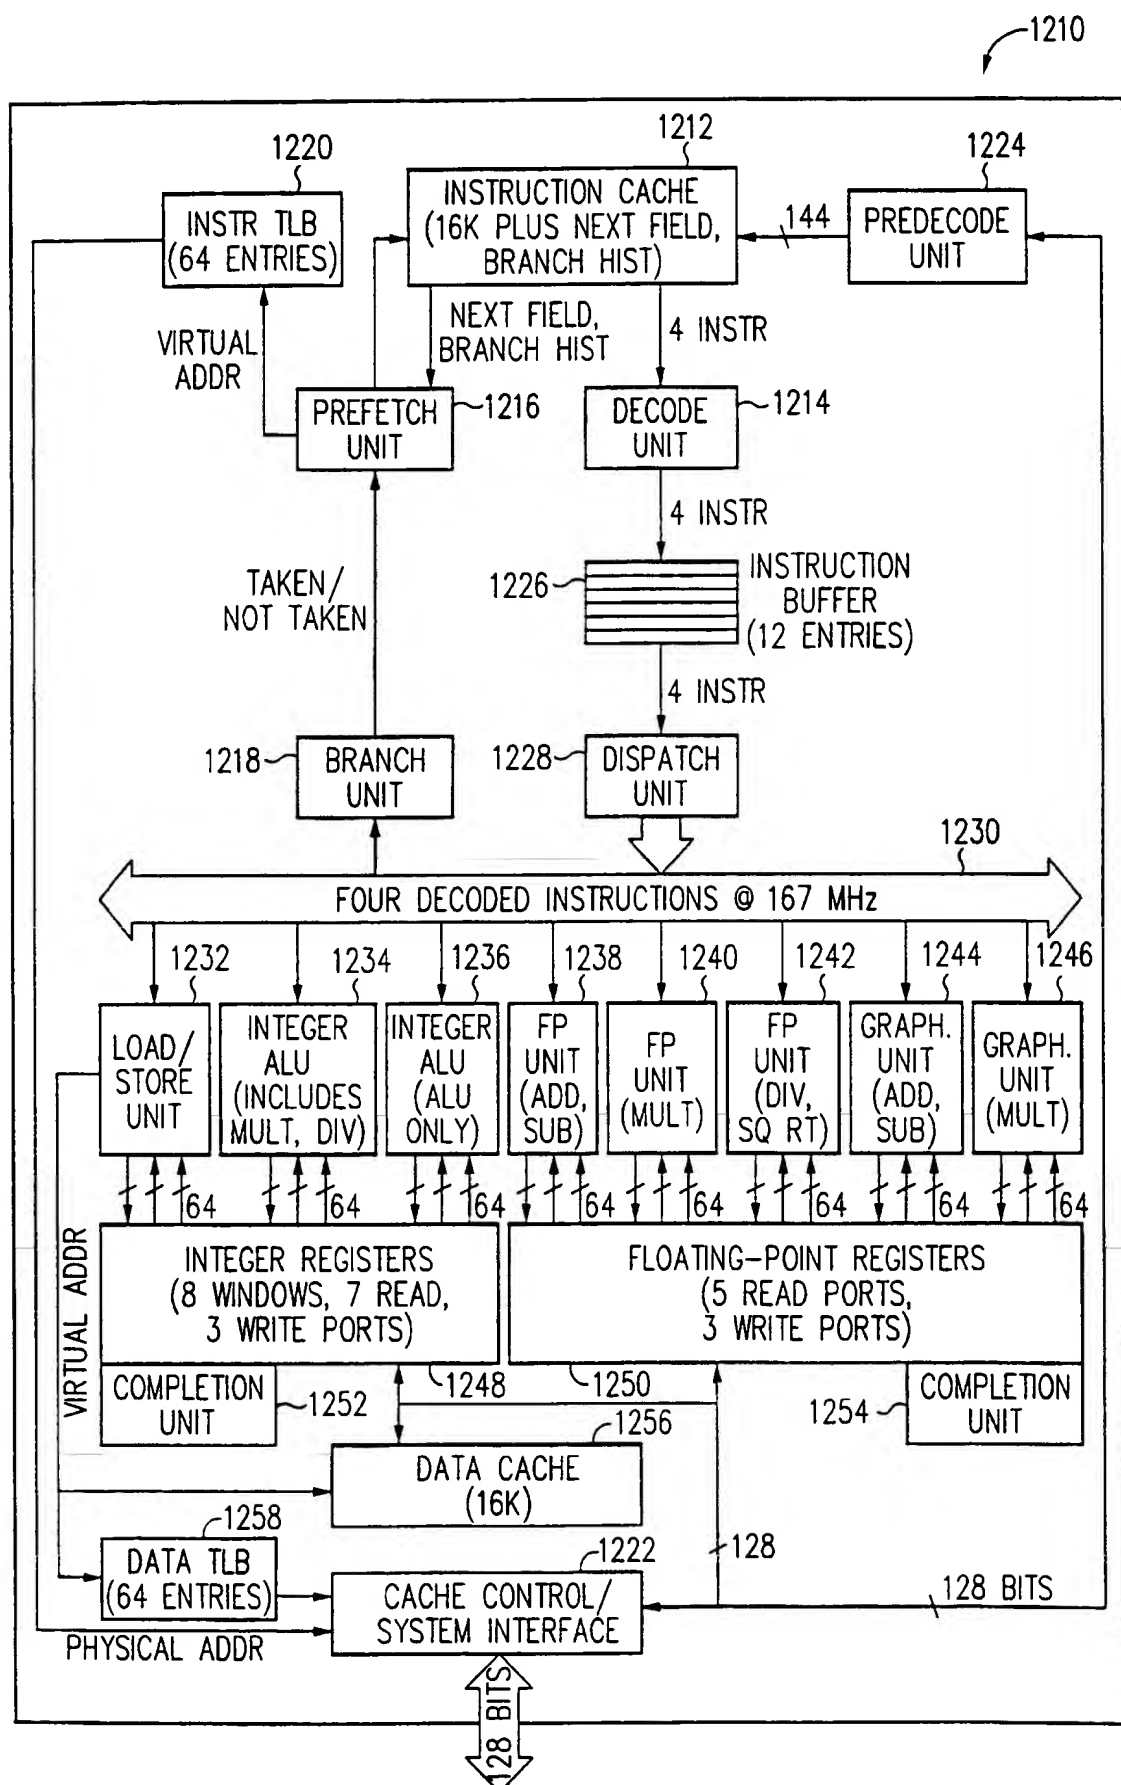 1210
1220
1212
1224
INSTR TLB
(64 ENTRIES)
INSTRUCTION CACHE
(16K PLUS NEXT FIELD,
BRANCH HIST)
144
PREDECODE
UNIT
VIRTUAL
ADDR
NEXT FIELD,
BRANCH HIST
4 INSTR
PREFETCH
UNIT
1216
DECODE
UNIT
1214
4 INSTR
1226
INSTRUCTION
BUFFER
(12 ENTRIES)
TAKEN/
NOT TAKEN
4 INSTR
1218
BRANCH
UNIT
1228
DISPATCH
UNIT
1230
FOUR DECODED INSTRUCTIONS @ 167 MHz
1232
1234
1236
1238
1240
1242
1244
1246
LOAD/
STORE
UNIT
INTEGER
ALU
(INCLUDES
MULT, DIV)
INTEGER
ALU
(ALU
ONLY)
FP
UNIT
(ADD,
SUB)
FP
UNIT
(MULT)
FP
UNIT
(DIV,
SQ RT)
GRAPH.
UNIT
(ADD,
SUB)
GRAPH.
UNIT
(MULT)
64
64
64
64
64
64
64
64
INTEGER REGISTERS
(8 WINDOWS, 7 READ,
3 WRITE PORTS)
FLOATING-POINT REGISTERS
(5 READ PORTS,
3 WRITE PORTS)
VIRTUAL ADDR
COMPLETION
UNIT
1252
1248
1250
1254
COMPLETION
UNIT
1256
DATA CACHE
(16K)
1258
DATA TLB
(64 ENTRIES)
1222
CACHE CONTROL/
SYSTEM INTERFACE
128
128 BITS
PHYSICAL ADDR
128 BITS